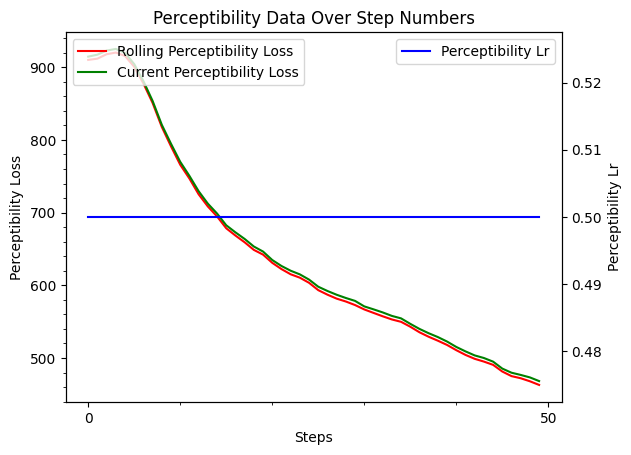 Perceptibility Data Over Step Numbers
Rolling Perceptibility Loss
Current Perceptibility Loss
Perceptibility Lr
900
800
700
600
500
Perceptibility Loss
0.52
0.51
0.50
0.49
0.48
Perceptibility Lr
0
50
Steps